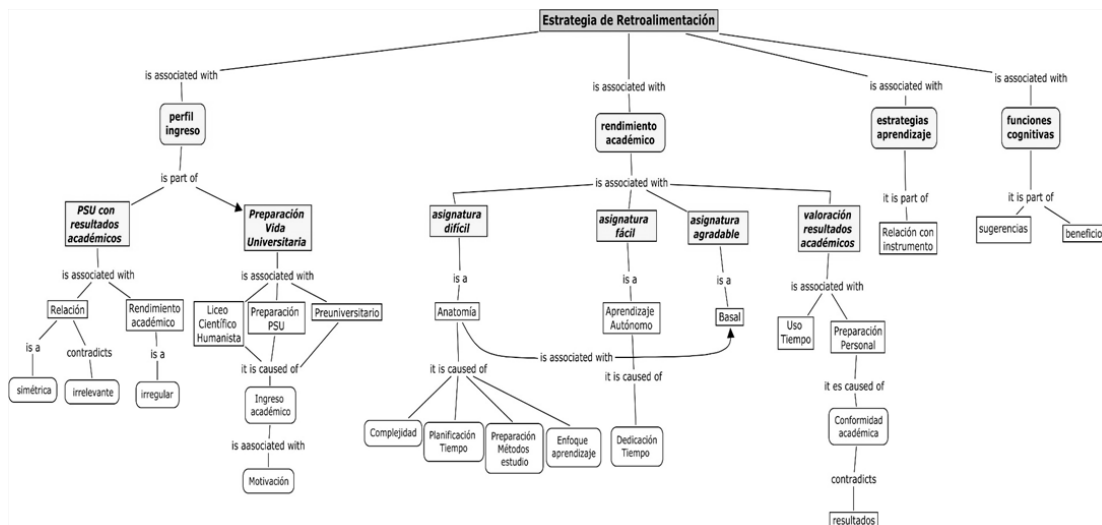 Estrategia de Retroalimentación
is associated with
is associated with
is associated with
is associated with
perfil
ingreso
rendimiento
académico
estrategias
aprendizaje
funciones
cognitivas
is part of
is associated with
it is part of
it is part of
PSU con
resultados
académicos
Preparación
Vida
Universitaria
asignatura
difícil
asignatura
fácil
asignatura
agradable
valoración
resultados
académicos
Relación con
instrumento
sugerencias
beneficio
is associated with
is associated with
is a
is a
is a
is associated with
Relación
Rendimiento
académico
Liceo
Científico
Humanista
Preparación
PSU
Preuniversitario
Anatomía
Aprendizaje
Autónomo
Basal
Uso
Tiempo
Preparación
Personal
is a
contradicts
is a
it is caused of
it is caused of
is associated with
it is caused of
it es caused of
simétrica
irrelevante
irregular
Ingreso
académico
Complejidad
Planificación
Tiempo
Preparación
Métodos
estudio
Enfoque
aprendizaje
Dedicación
Tiempo
Conformidad
académica
is aasociated with
Motivación
contradicts
resultados